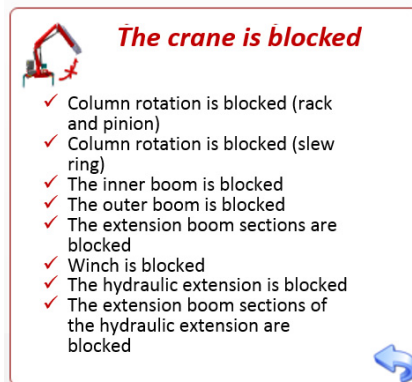 The crane is blocked
✓ Column rotation is blocked (rack
and pinion)
✓ Column rotation is blocked (slew
ring)
✓ The inner boom is blocked
✓ The outer boom is blocked
✓ The extension boom sections are
blocked
✓ Winch is blocked
✓ The hydraulic extension is blocked
✓ The extension boom sections of
the hydraulic extension are
blocked